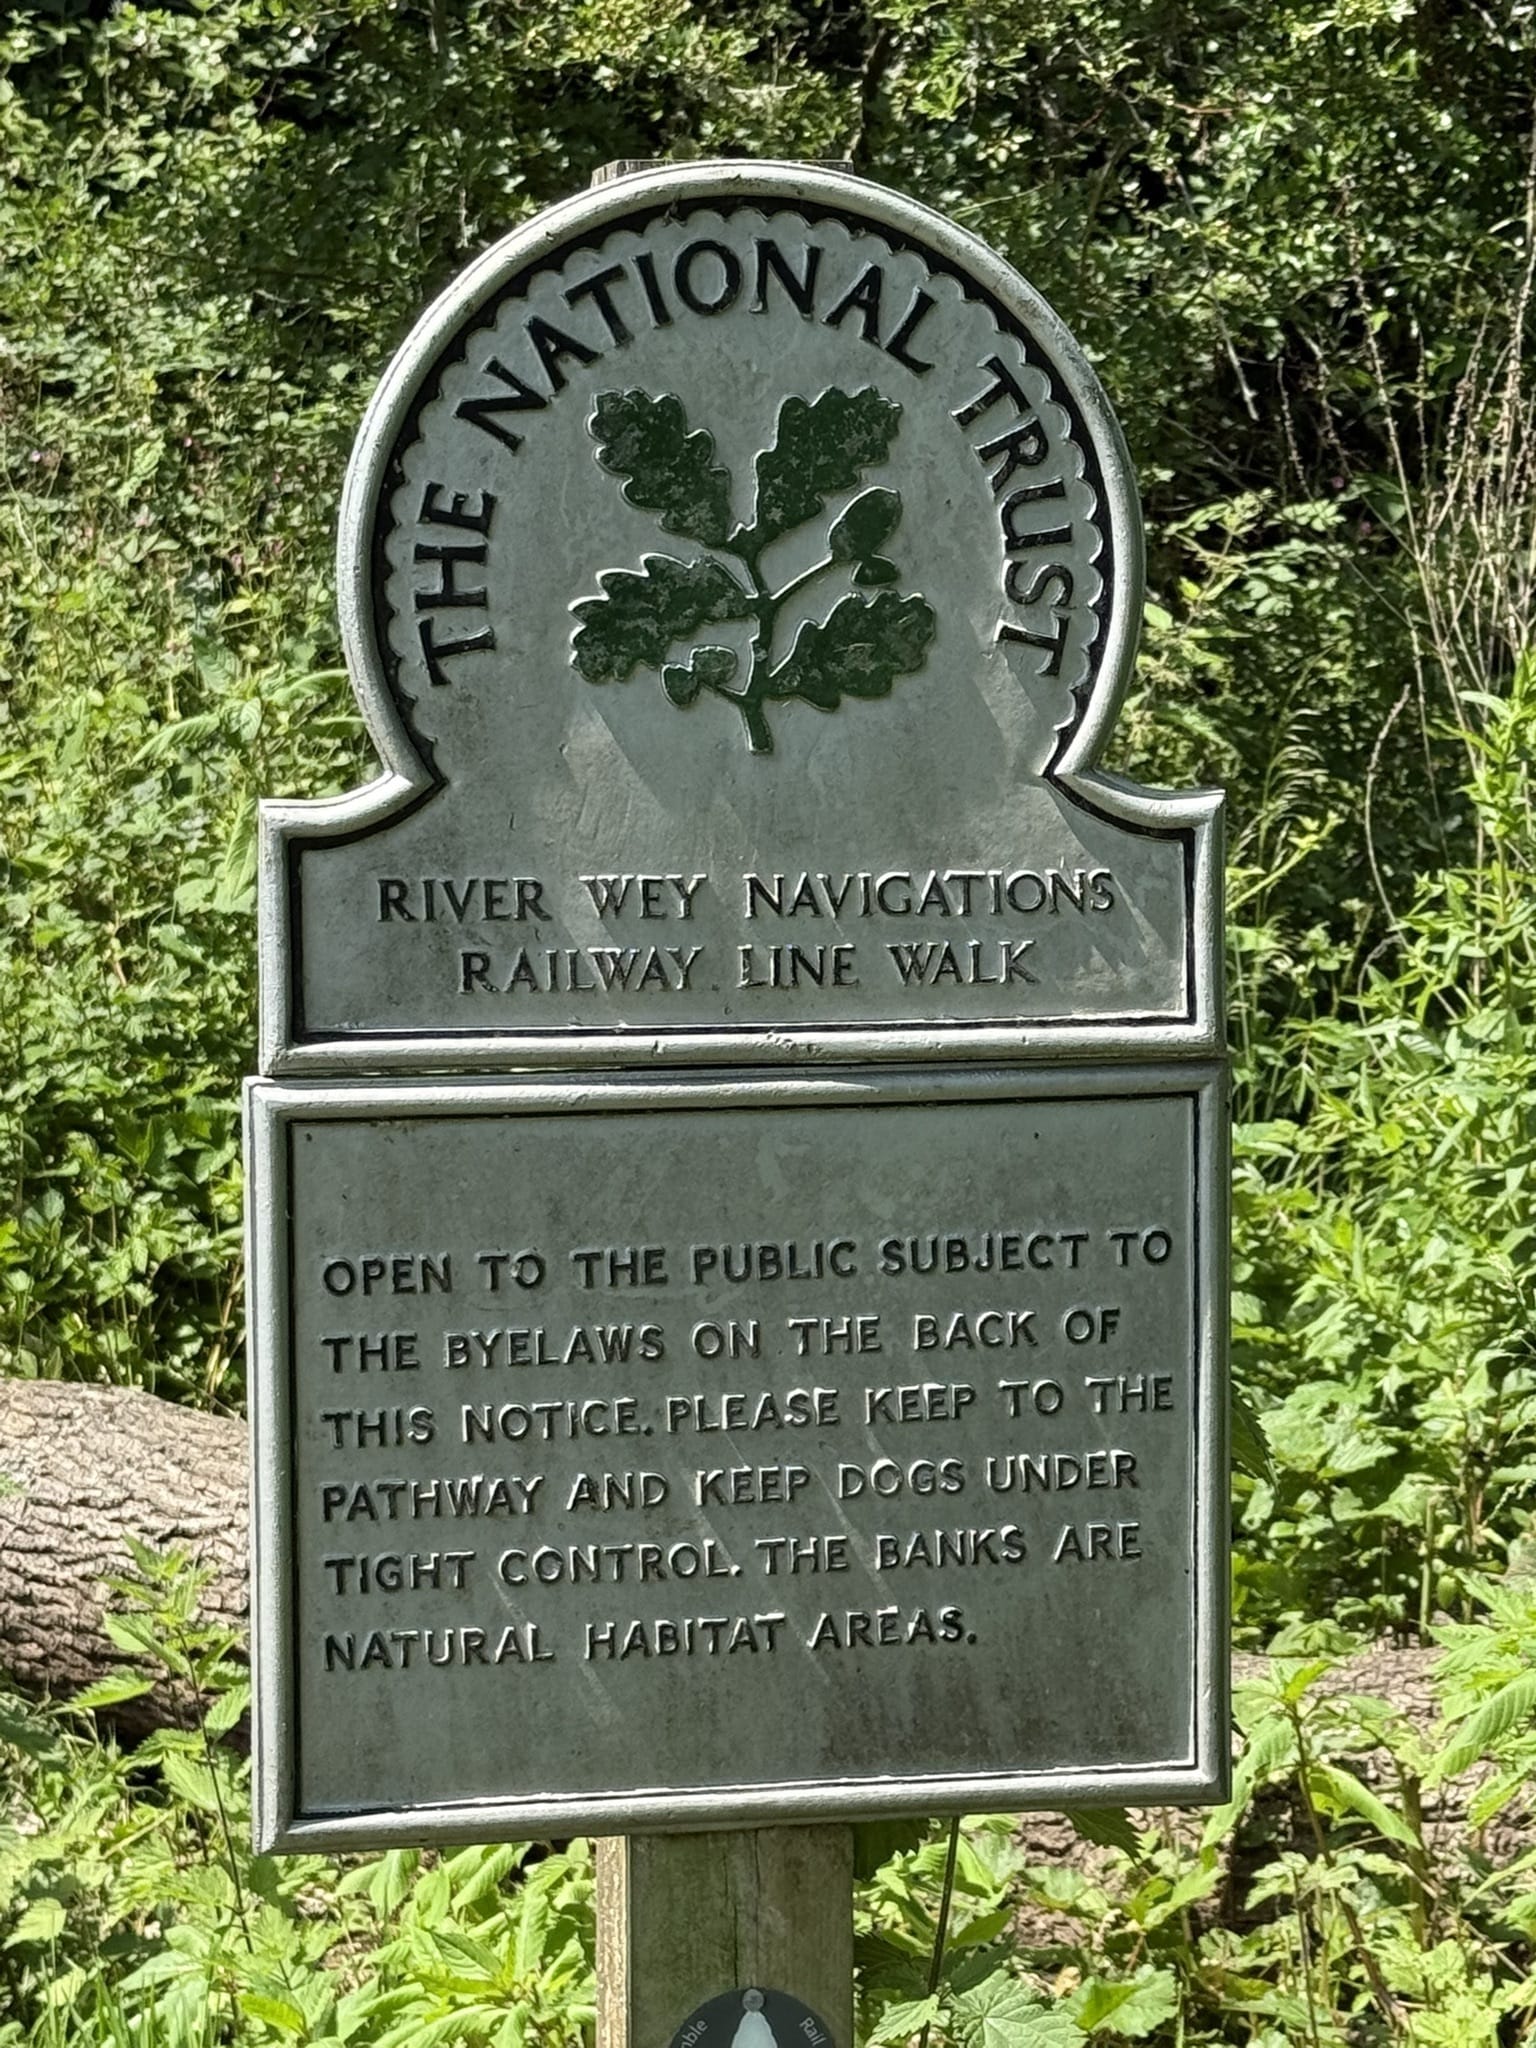 THE NATIONAL TRUST
RIVER WEY NAVIGATIONS
RAILWAY LINE WALK
OPEN TO THE PUBLIC SUBJECT TO
THE BYELAWS ON THE BACK OF
THIS NOTICE. PLEASE KEEP TO THE
PATHWAY AND KEEP DOGS UNDER
TIGHT CONTROL. THE BANKS ARE
NATURAL HABITAT AREAS.
Rail